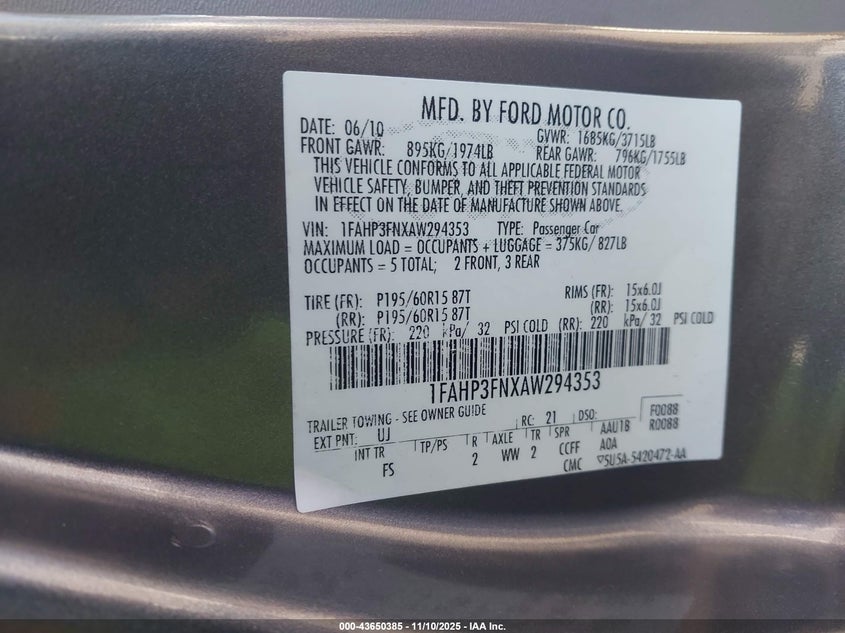 MFD. BY FORD MOTOR CO.
DATE: 06/10 GVWR: 1685KG/3715LB
FRONT GAWR: 895KG/1974LB REAR GAWR: 796KG/1755LB
THIS VEHICLE CONFORMS TO ALL APPLICABLE FEDERAL MOTOR
VEHICLE SAFETY, BUMPER, AND THEFT PREVENTION STANDARDS
IN EFFECT ON THE DATE OF MANUFACTURE SHOWN ABOVE.
VIN: 1FAHP3FNXAW294353 TYPE: Passenger Car
MAXIMUM LOAD = OCCUPANTS + LUGGAGE = 375KG/ 827LB
OCCUPANTS = 5 TOTAL; 2 FRONT, 3 REAR
TIRE (FR): P195/60R15 87T RIMS (FR): 15x6.0J
(RR): P195/60R15 87T (RR): 15x6.0J
PRESSURE (FR): 220 kPa/ 32 PSI COLD (RR): 220 kPa/ 32 PSI COLD
1FAHP3FNXAW294353
TRAILER TOWING - SEE OWNER GUIDE RC: 21 DSO: F0088
EXT PNT: UJ R0088
INT TR TP/PS R AXLE TR SPR AAU1B
FS 2 WW 2 CCFF A0A
CMC ▽5U5A-5420472-AA
000-43650385 - 11/10/2025 - IAA Inc.